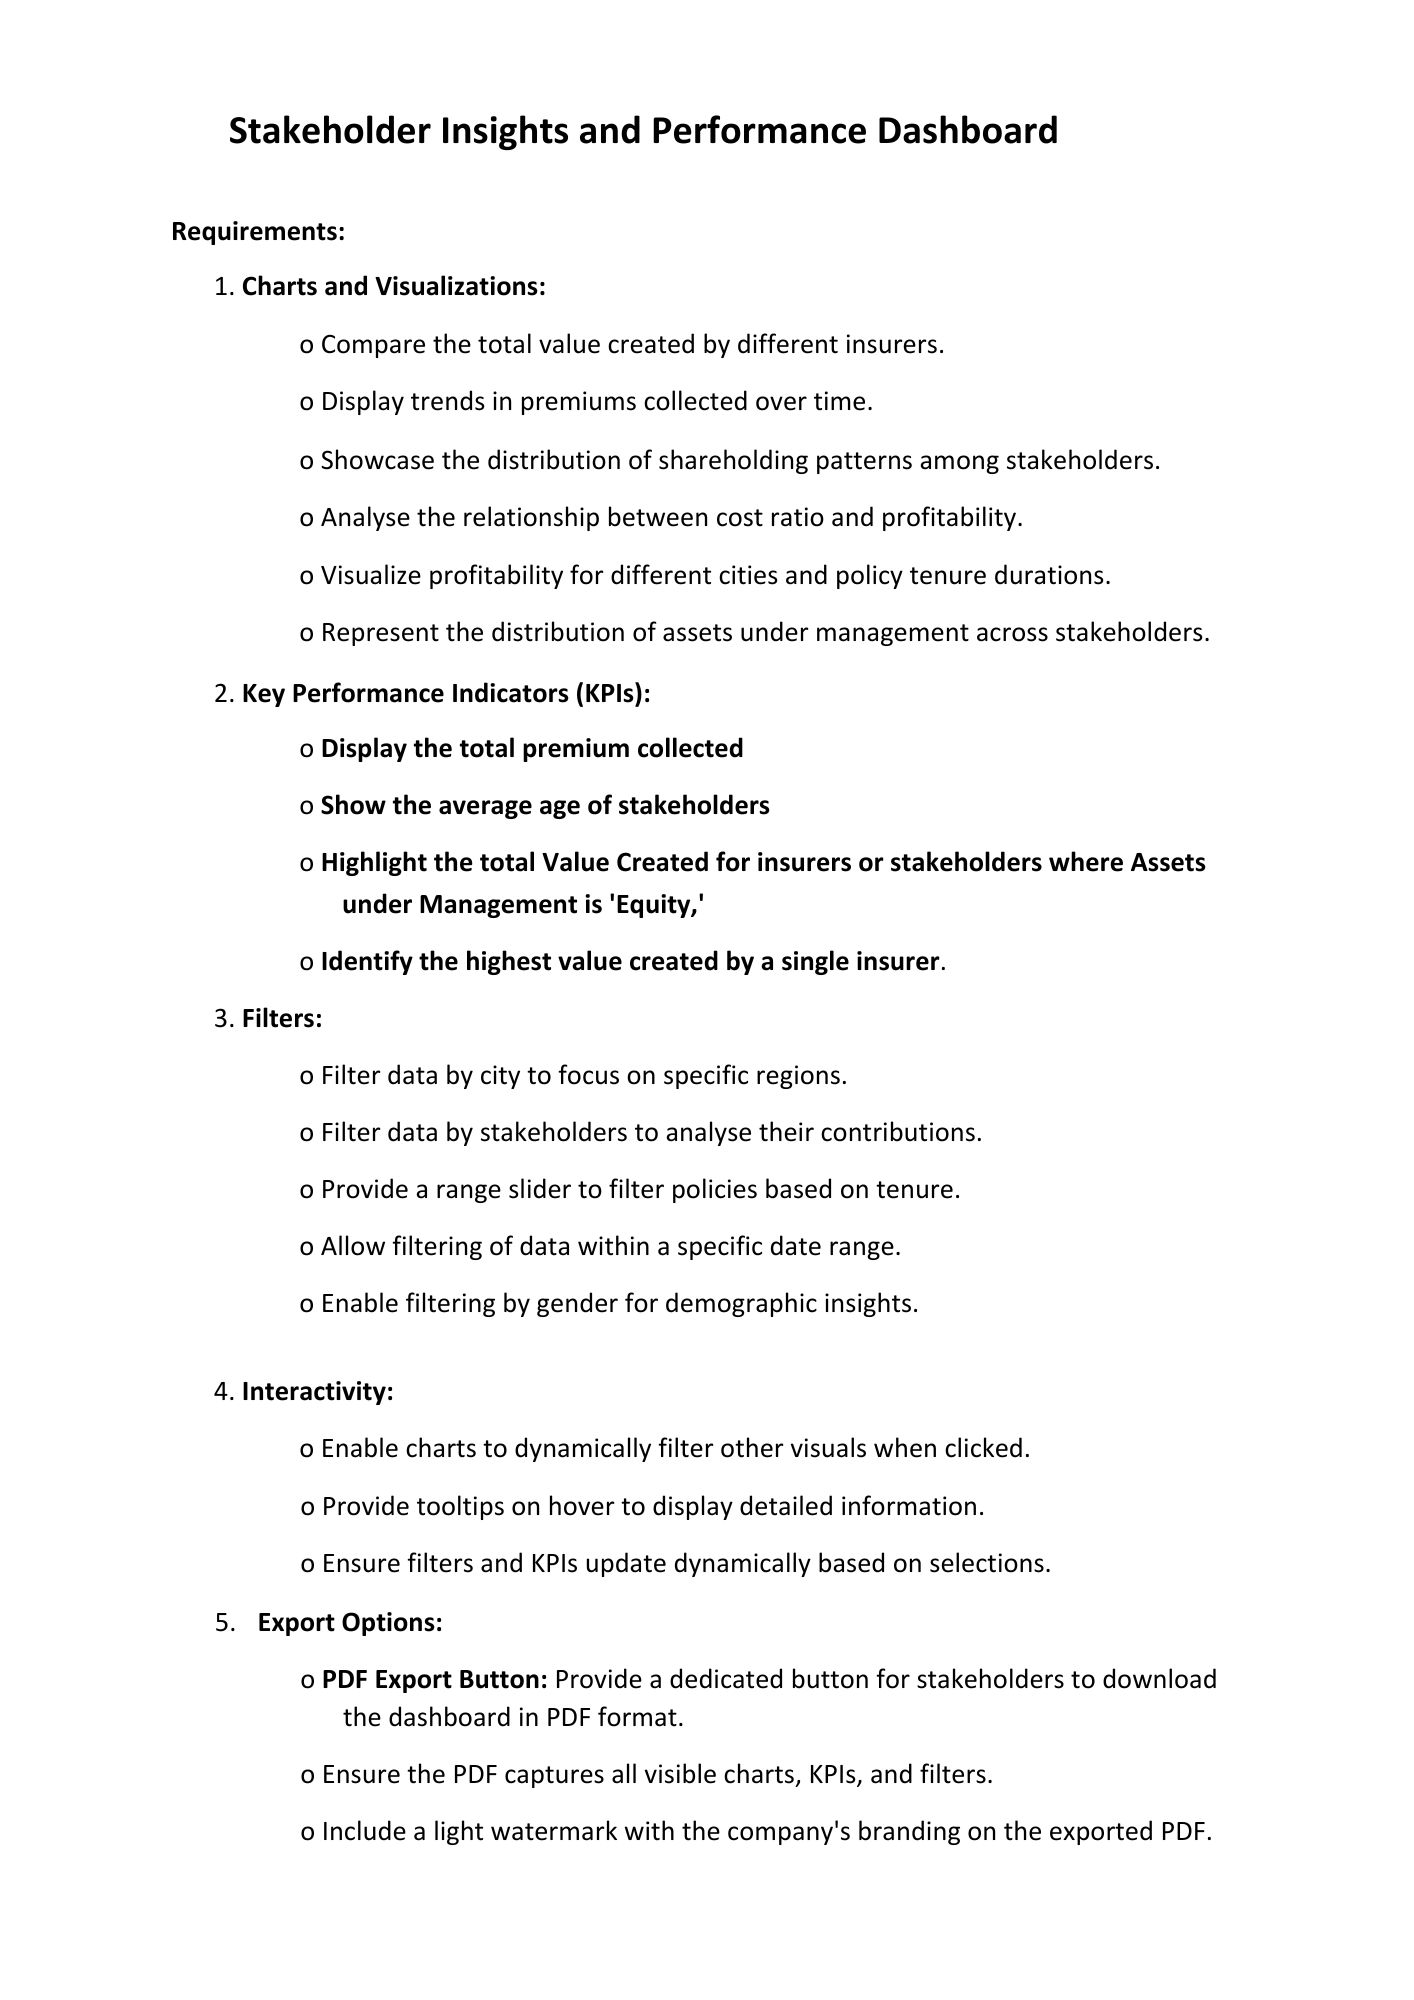 Stakeholder Insights and Performance Dashboard
Requirements:
1. Charts and Visualizations:
o Compare the total value created by different insurers.
o Display trends in premiums collected over time.
o Showcase the distribution of shareholding patterns among stakeholders.
o Analyse the relationship between cost ratio and profitability.
o Visualize profitability for different cities and policy tenure durations.
o Represent the distribution of assets under management across stakeholders.
2. Key Performance Indicators (KPIs):
o Display the total premium collected
o Show the average age of stakeholders
o Highlight the total Value Created for insurers or stakeholders where Assets
under Management is 'Equity,'
o Identify the highest value created by a single insurer.
3. Filters:
o Filter data by city to focus on specific regions.
o Filter data by stakeholders to analyse their contributions.
o Provide a range slider to filter policies based on tenure.
o Allow filtering of data within a specific date range.
o Enable filtering by gender for demographic insights.
4. Interactivity:
o Enable charts to dynamically filter other visuals when clicked.
o Provide tooltips on hover to display detailed information.
o Ensure filters and KPIs update dynamically based on selections.
5. Export Options:
o PDF Export Button: Provide a dedicated button for stakeholders to download
the dashboard in PDF format.
o Ensure the PDF captures all visible charts, KPIs, and filters.
o Include a light watermark with the company's branding on the exported PDF.